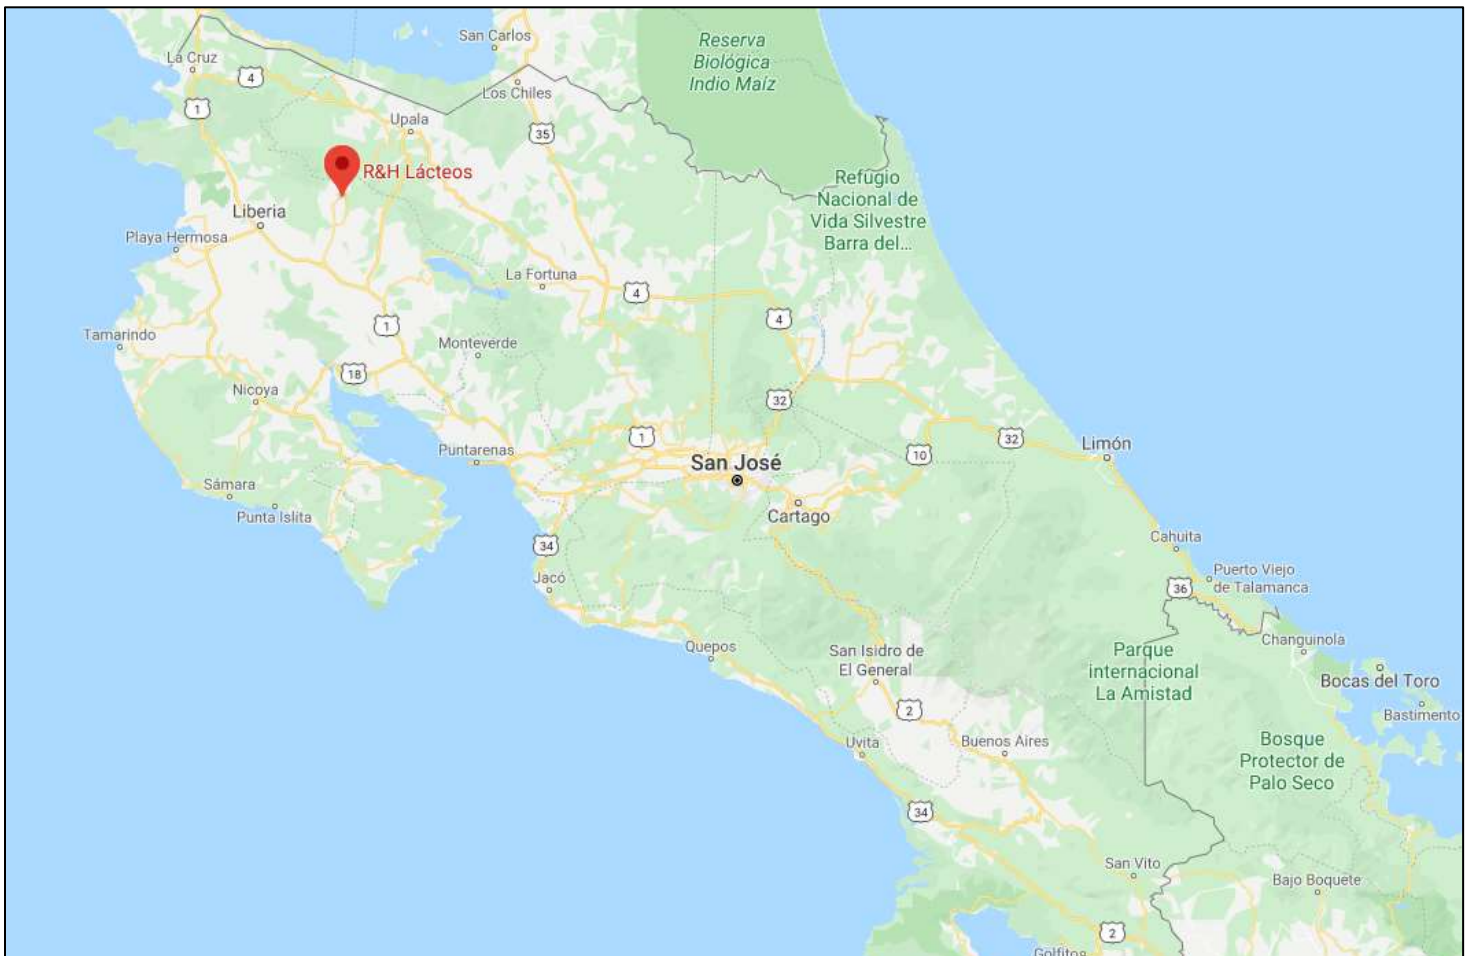 San Carlos
Reserva
Biológica
Indio Maíz
La Cruz
4
Los Chiles
1
Upala
35
R&H Lácteos
Refugio
Nacional de
Vida Silvestre
Barra del...
Liberia
Playa Hermosa
La Fortuna
4
4
1
Tamarindo
Monteverde
18
Nicoya
32
1
32
Limón
10
Puntarenas
San José
Sámara
Punta Islita
Cartago
34
Cahuita
Jacó
Puerto Viejo
de Talamanca
36
Changuinola
Quepos
San Isidro de
El General
Parque
internacional
La Amistad
Bocas del Toro
2
Bastimento
Uvita
Buenos Aires
Bosque
Protector de
Palo Seco
34
San Vito
Bajo Boquete
2
Golfito